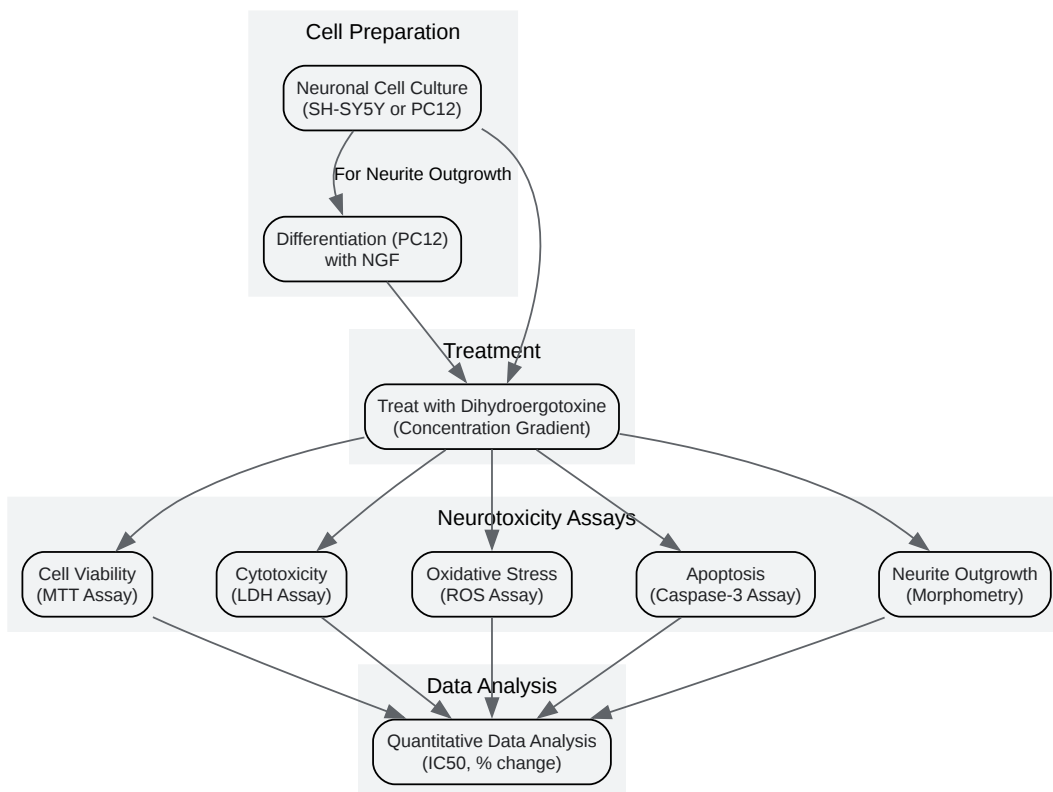 Cell Preparation
Neuronal Cell Culture
(SH-SY5Y or PC12)
For Neurite Outgrowth
Differentiation (PC12)
with NGF
Treatment
Treat with Dihydroergotoxine
(Concentration Gradient)
Neurotoxicity Assays
Cell Viability
(MTT Assay)
Cytotoxicity
(LDH Assay)
Oxidative Stress
(ROS Assay)
Apoptosis
(Caspase-3 Assay)
Neurite Outgrowth
(Morphometry)
Data Analysis
Quantitative Data Analysis
(IC50, % change)